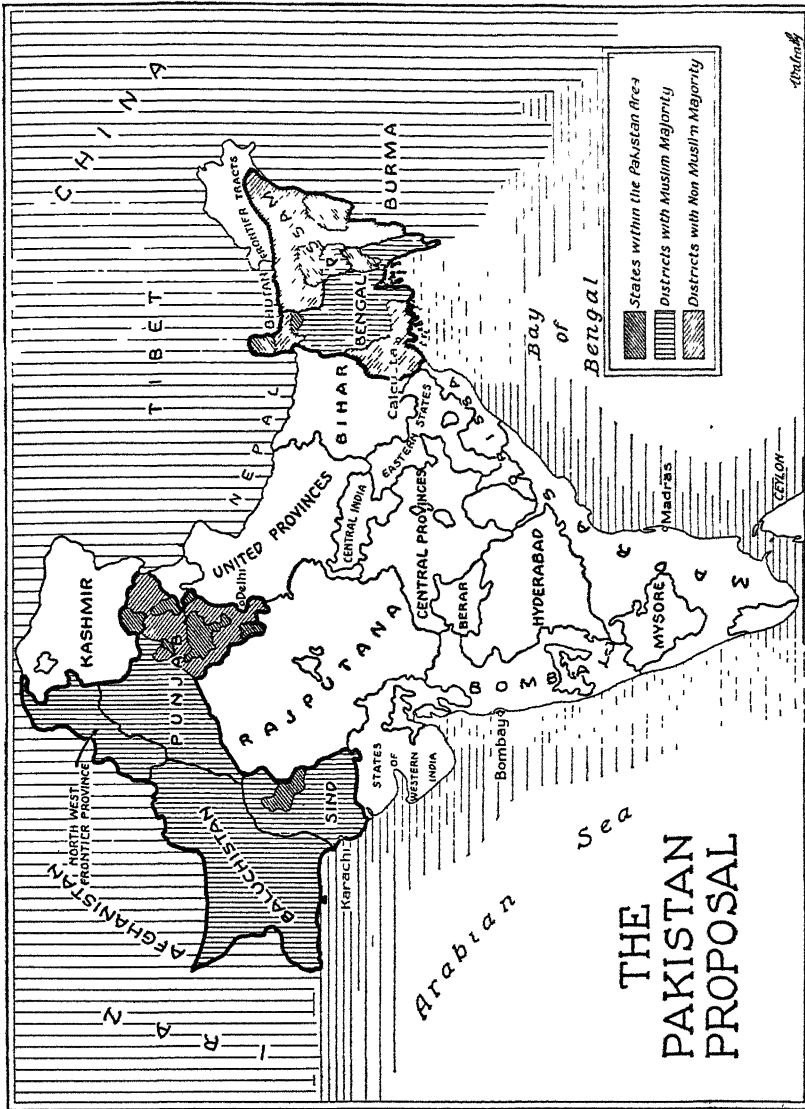 THE
PAKISTAN
PROPOSAL
IRAN
AFGHANISTAN
NORTH WEST
FRONTIER PROVINCE
BALUCHISTAN
SIND
Karachi
PUNJAB
KASHMIR
Delhi
RAJPUTANA
STATES
OF
WESTERN
INDIA
UNITED PROVINCES
CENTRAL INDIA
NEPAL
TIBET
CHINA
BIHAR
BHUTAN
FRONTIER TRACTS
ASSAM
BENGAL
Calcutta
BURMA
EASTERN STATES
ORISSA
CENTRAL PROVINCES
BERAR
HYDERABAD
BOMBAY
Bombay
MYSORE
MADRAS
Madras
CEYLON
Arabian Sea
Bay
of
Bengal
States within the Pakistan Area
Districts with Muslim Majority
Districts with Non Muslim Majority